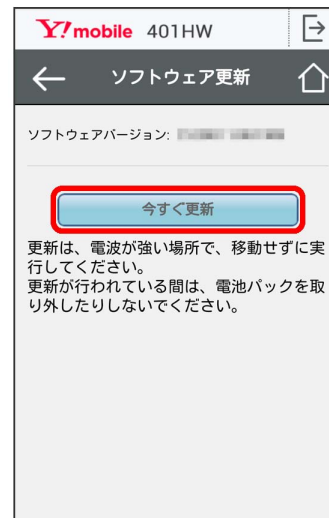 Y!mobile 401HW
ソフトウェア更新
ソフトウェアバージョン:
今すぐ更新
更新は、電波が強い場所で、移動せずに実
行してください。
更新が行われている間は、電池パックを取
り外したりしないでください。